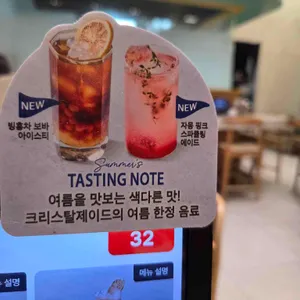 NEW
빙홍차 보바
아이스티
NEW
자몽 핑크
스파클링
에이드
Summer's
TASTING NOTE
여름을 맛보는 색다른 맛!
크리스탈제이드의 여름 한정 음료
32
메뉴 설명
메뉴 설명